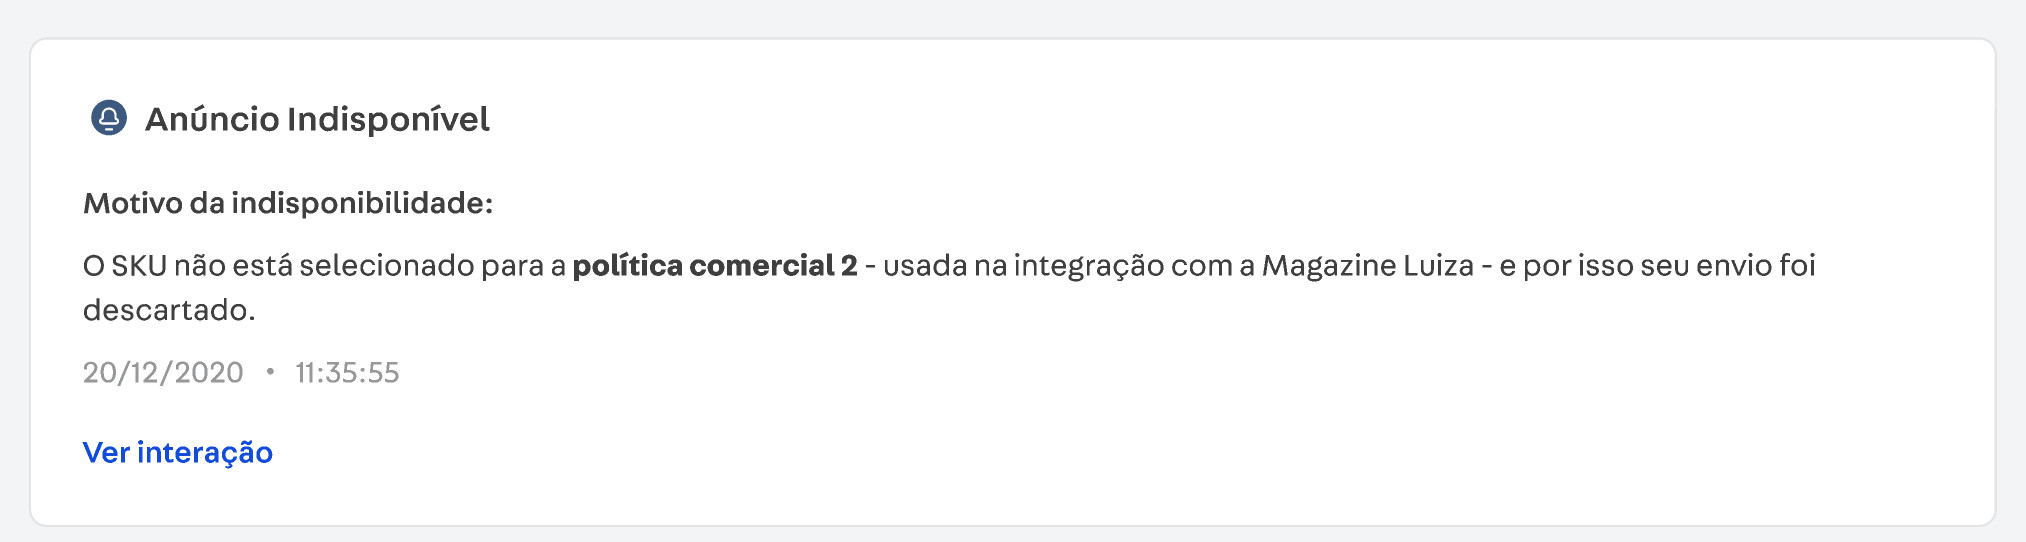 Anúncio Indisponível
Motivo da indisponibilidade:
O SKU não está selecionado para a política comercial 2 - usada na integração com a Magazine Luiza - e por isso seu envio foi
descartado.
20/12/2020 • 11:35:55
Ver interação